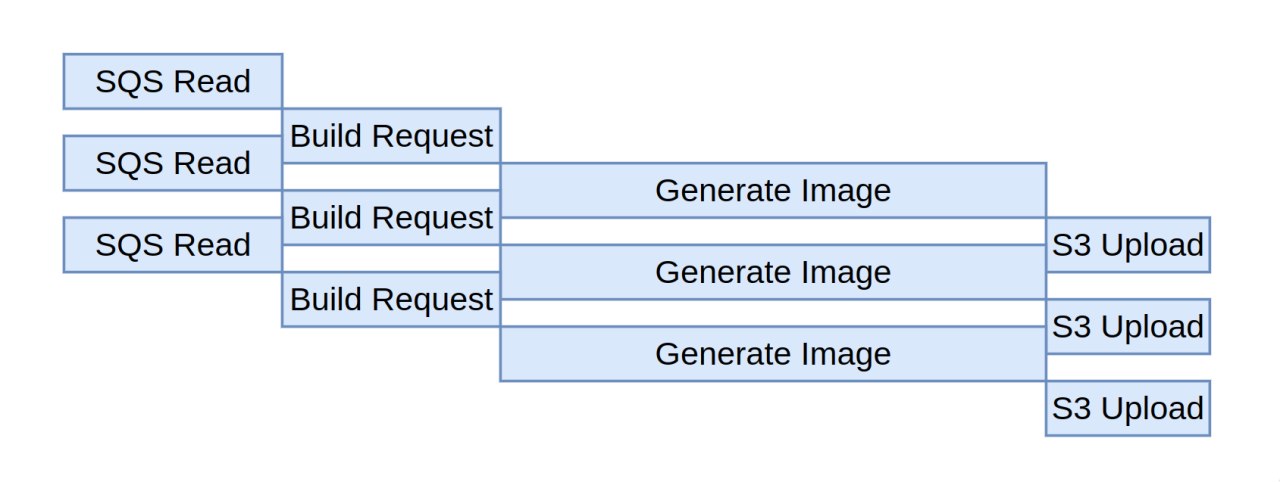 SQS Read
Build Request
SQS Read
Generate Image
Build Request
SQS Read
S3 Upload
Generate Image
Build Request
S3 Upload
Generate Image
S3 Upload